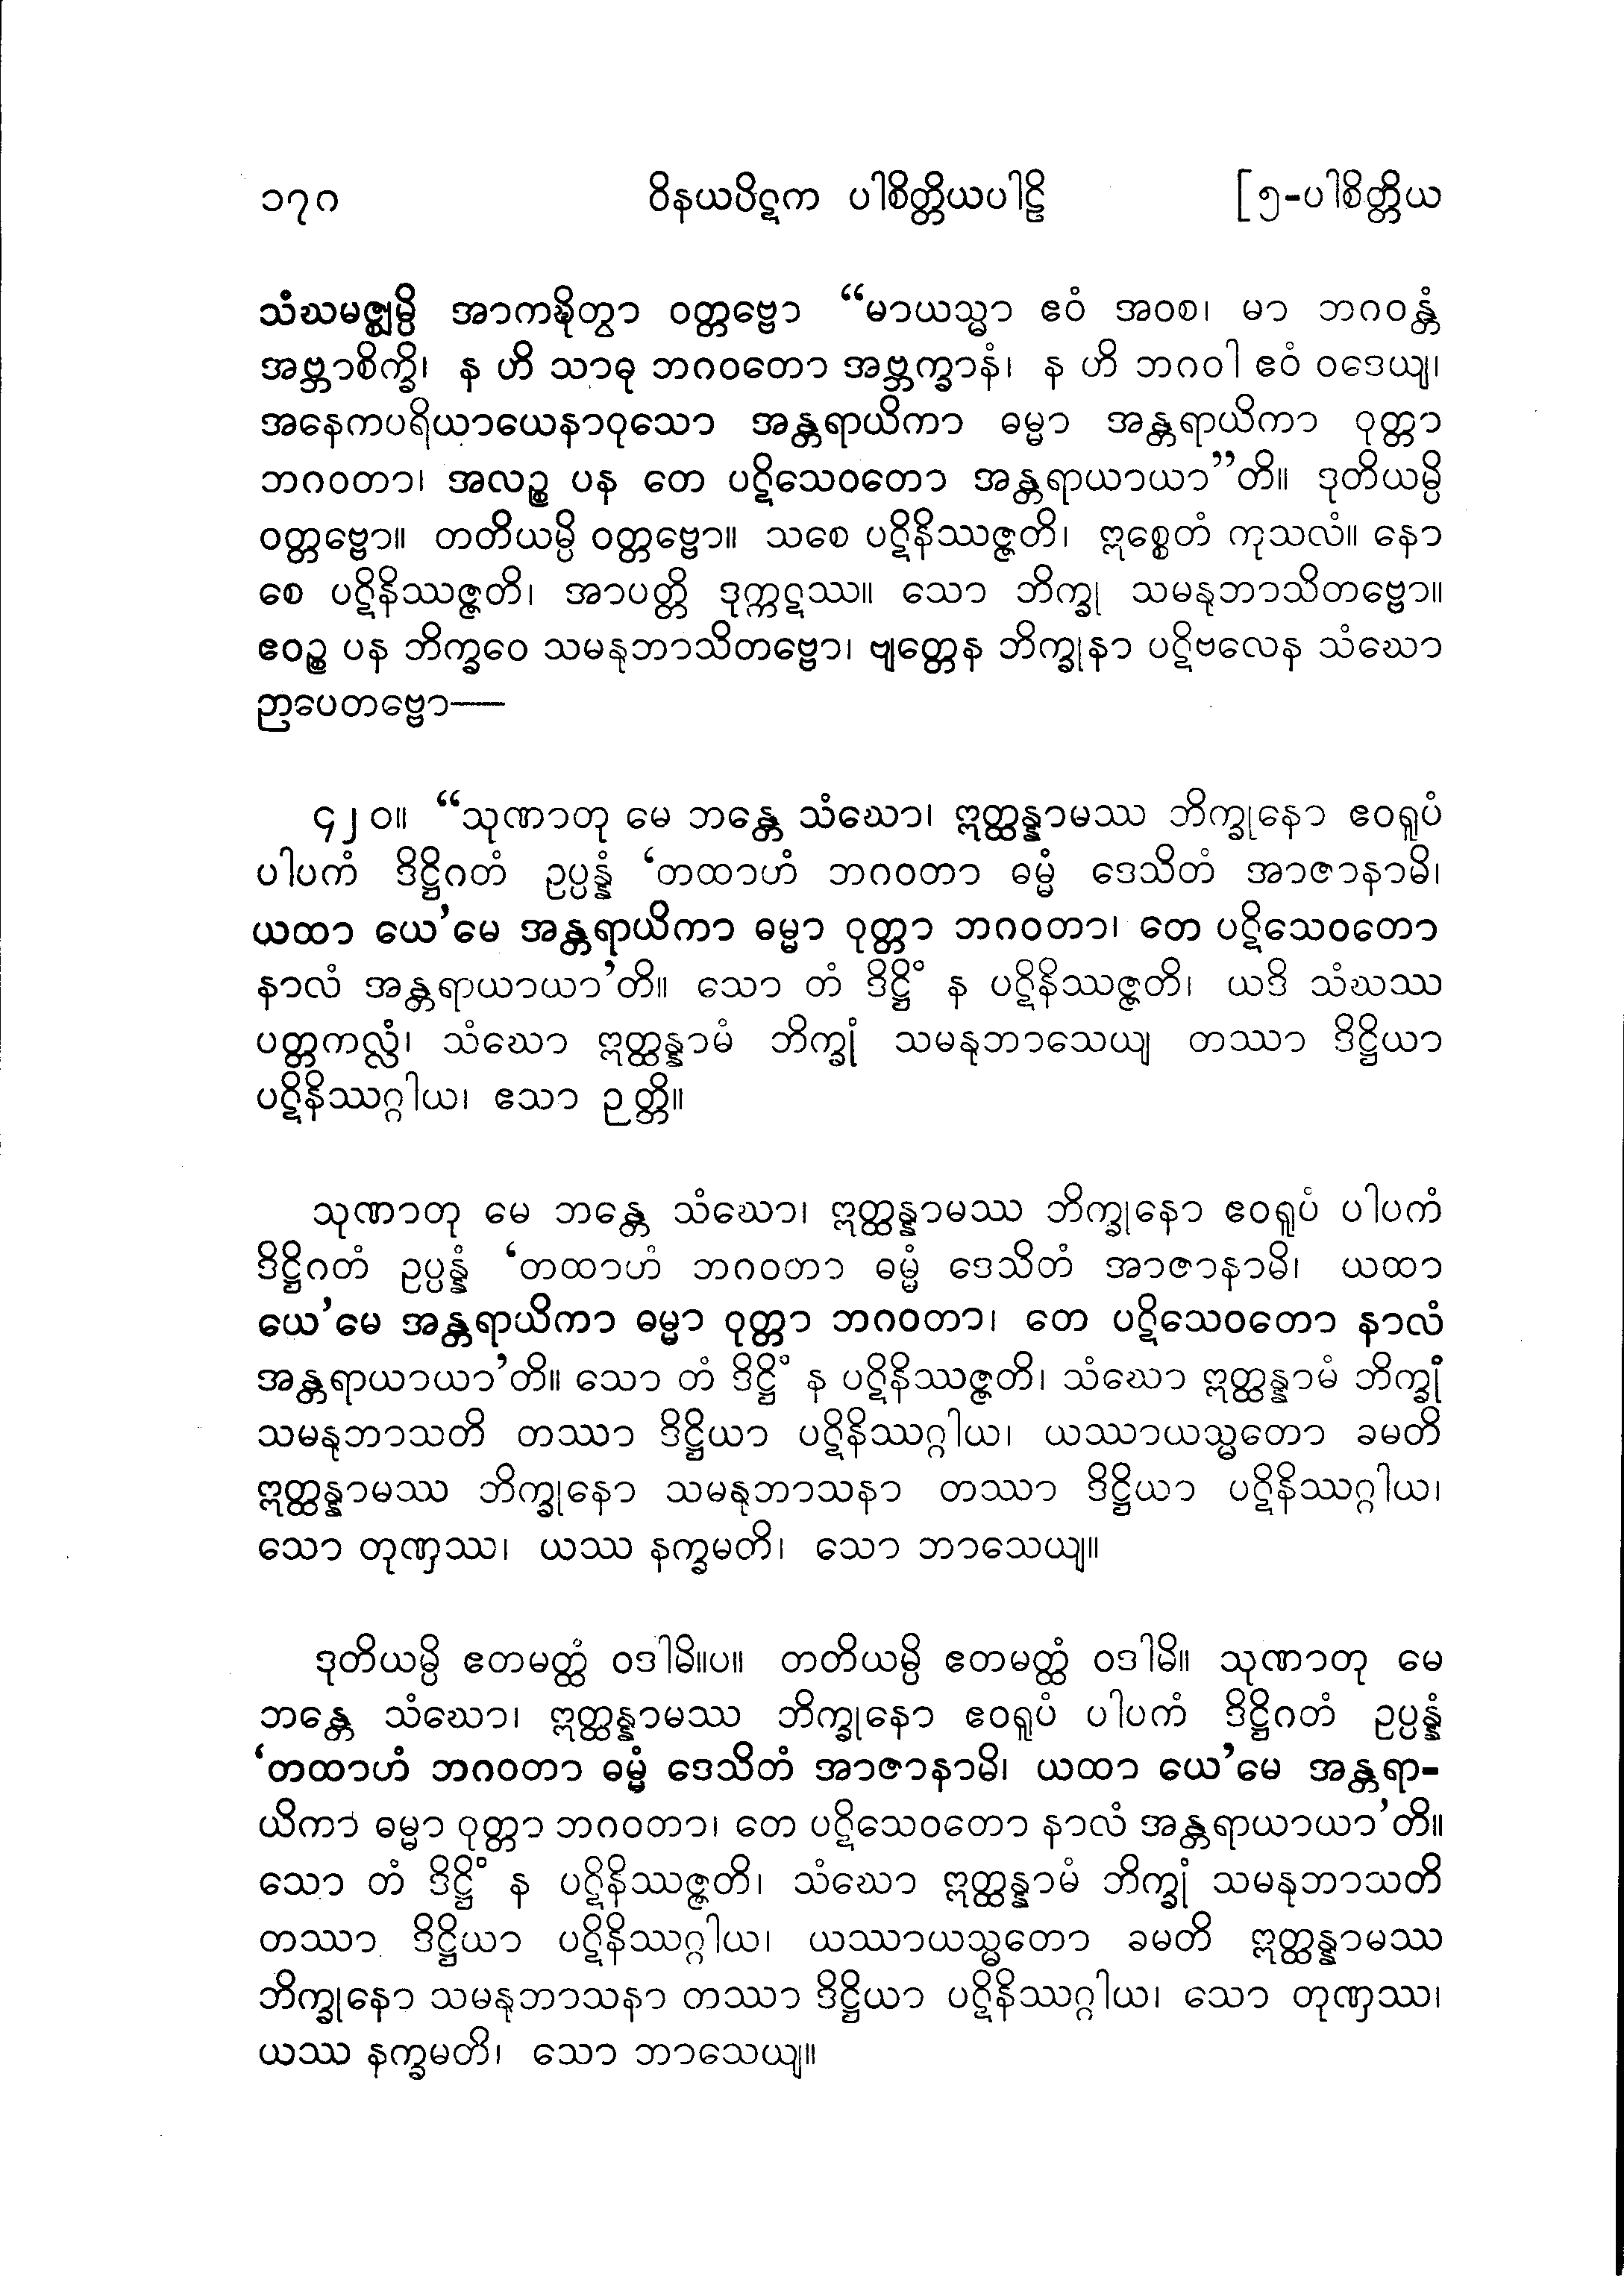 ၁၇ဂ ဝိနယပိဋက ပါစိတ္တိယပါဠိ [၅-ပါစိတ္တိယ
သံဃမဇ္ဈမ္ပိ အာကဍ္ဎိတွာ ဝတ္တဗ္ဗော “မာယသ္မာ ဧဝံ အဝစ၊ မာ ဘဂဝန္တံ
အဗ္ဘာစိက္ခိ၊ န ဟိ သာဓု ဘဂဝတော အဗ္ဘက္ခာနံ၊ န ဟိ ဘဂဝါ ဧဝံ ဝဒေယျ၊
အနေကပရိယာယေနာဝုသော အန္တရာယိကာ ဓမ္မာ အန္တရာယိကာ ဝုတ္တာ
ဘဂဝတာ၊ အလဉ္စ ပန တေ ပဋိသေဝတော အန္တရာယာယာ”တိ။ ဒုတိယမ္ပိ
ဝတ္တဗ္ဗော။ တတိယမ္ပိ ဝတ္တဗ္ဗော။ သစေ ပဋိနိဿဇ္ဇတိ၊ ဣစ္စေတံ ကုသလံ။ နော
စေ ပဋိနိဿဇ္ဇတိ၊ အာပတ္တိ ဒုက္ကဋဿ။ သော ဘိက္ခု သမနုဘာသိတဗ္ဗော။
ဧဝဉ္စ ပန ဘိက္ခဝေ သမနုဘာသိတဗ္ဗော၊ ဗျတ္တေန ဘိက္ခုနာ ပဋိဗလေန သံဃော
ဉာပေတဗ္ဗော—
၄၂၀။ “သုဏာတု မေ ဘန္တေ သံဃော၊ ဣတ္ထန္နာမဿ ဘိက္ခုနော ဧဝရူပံ
ပါပကံ ဒိဋ္ဌိဂတံ ဥပ္ပန္နံ ‘တထာဟံ ဘဂဝတာ ဓမ္မံ ဒေသိတံ အာဇာနာမိ၊
ယထာ ယေ’မေ အန္တရာယိကာ ဓမ္မာ ဝုတ္တာ ဘဂဝတာ၊ တေ ပဋိသေဝတော
နာလံ အန္တရာယာယာ’တိ။ သော တံ ဒိဋ္ဌိံ န ပဋိနိဿဇ္ဇတိ၊ ယဒိ သံဃဿ
ပတ္တကလ္လံ၊ သံဃော ဣတ္ထန္နာမံ ဘိက္ခုံ သမနုဘာသေယျ တဿာ ဒိဋ္ဌိယာ
ပဋိနိဿဂ္ဂါယ၊ ဧသာ ဉတ္တိ။
သုဏာတု မေ ဘန္တေ သံဃော၊ ဣတ္ထန္နာမဿ ဘိက္ခုနော ဧဝရူပံ ပါပကံ
ဒိဋ္ဌိဂတံ ဥပ္ပန္နံ ‘တထာဟံ ဘဂဝတာ ဓမ္မံ ဒေသိတံ အာဇာနာမိ၊ ယထာ
ယေ’မေ အန္တရာယိကာ ဓမ္မာ ဝုတ္တာ ဘဂဝတာ၊ တေ ပဋိသေဝတော နာလံ
အန္တရာယာယာ’တိ။ သော တံ ဒိဋ္ဌိံ န ပဋိနိဿဇ္ဇတိ၊ သံဃော ဣတ္ထန္နာမံ ဘိက္ခုံ
သမနုဘာသတိ တဿာ ဒိဋ္ဌိယာ ပဋိနိဿဂ္ဂါယ၊ ယဿာယသ္မတော ခမတိ
ဣတ္ထန္နာမဿ ဘိက္ခုနော သမနုဘာသနာ တဿာ ဒိဋ္ဌိယာ ပဋိနိဿဂ္ဂါယ၊
သော တုဏှဿ၊ ယဿ နက္ခမတိ၊ သော ဘာသေယျ။
ဒုတိယမ္ပိ ဧတမတ္ထံ ဝဒါမိ။ပ။ တတိယမ္ပိ ဧတမတ္ထံ ဝဒါမိ။ သုဏာတု မေ
ဘန္တေ သံဃော၊ ဣတ္ထန္နာမဿ ဘိက္ခုနော ဧဝရူပံ ပါပကံ ဒိဋ္ဌိဂတံ ဥပ္ပန္နံ
‘တထာဟံ ဘဂဝတာ ဓမ္မံ ဒေသိတံ အာဇာနာမိ၊ ယထာ ယေ’မေ အန္တရာ-
ယိကာ ဓမ္မာ ဝုတ္တာ ဘဂဝတာ၊ တေ ပဋိသေဝတော နာလံ အန္တရာယာယာ’တိ။
သော တံ ဒိဋ္ဌိံ န ပဋိနိဿဇ္ဇတိ၊ သံဃော ဣတ္ထန္နာမံ ဘိက္ခုံ သမနုဘာသတိ
တဿာ ဒိဋ္ဌိယာ ပဋိနိဿဂ္ဂါယ၊ ယဿာယသ္မတော ခမတိ ဣတ္ထန္နာမဿ
ဘိက္ခုနော သမနုဘာသနာ တဿာ ဒိဋ္ဌိယာ ပဋိနိဿဂ္ဂါယ၊ သော တုဏှဿ၊
ယဿ နက္ခမတိ၊ သော ဘာသေယျ။